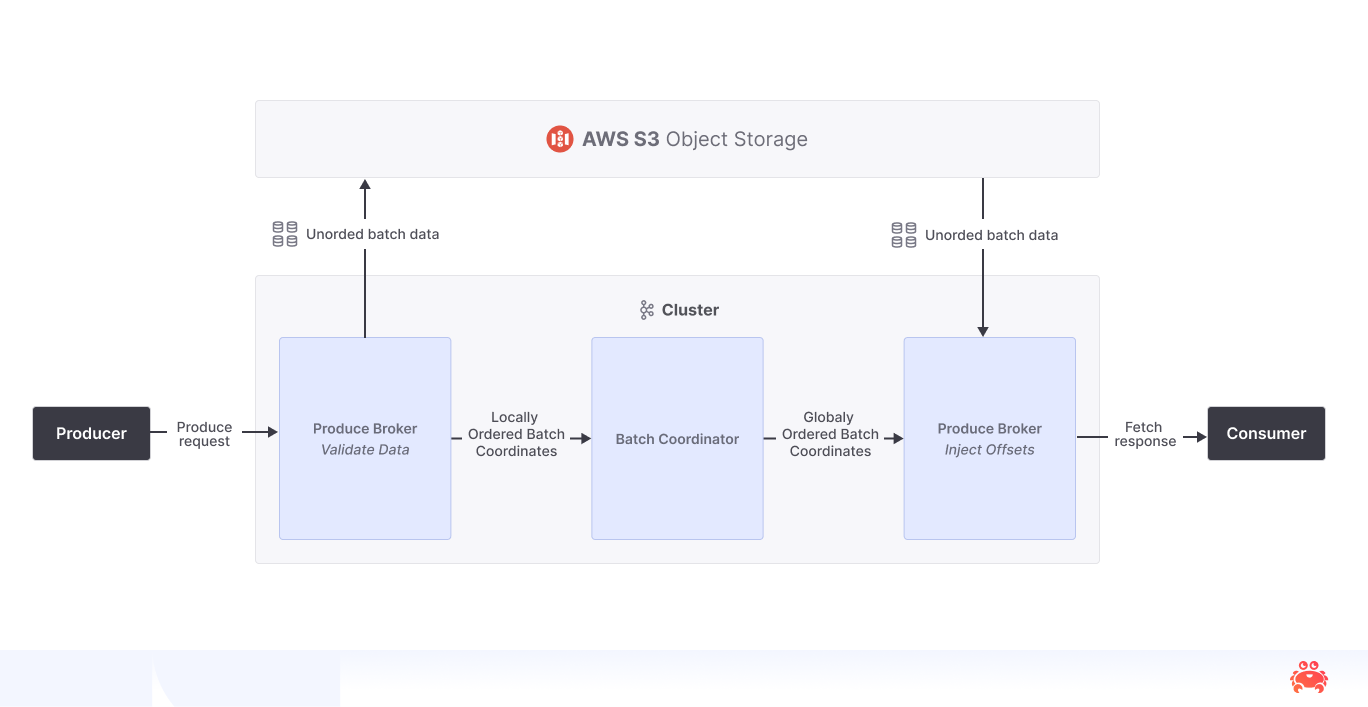 AWS S3 Object Storage
Unorded batch data
Unorded batch data
Cluster
Producer
Produce
request
Produce Broker
Validate Data
Locally
Ordered Batch
Coordinates
Batch Coordinator
Globaly
Ordered Batch
Coordinates
Produce Broker
Inject Offsets
Fetch
response
Consumer